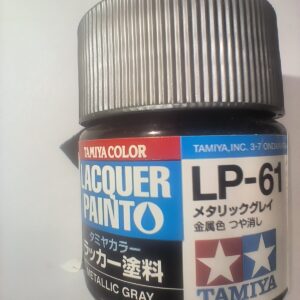 TAMIYA COLOR
LACQUER
PAINT
タミヤカラー
ラッカー塗料
METALLIC GRAY
TAMIYA, INC. 3-7
LP-61
メタリックグレイ
金属色 つや消し
TAMIYA